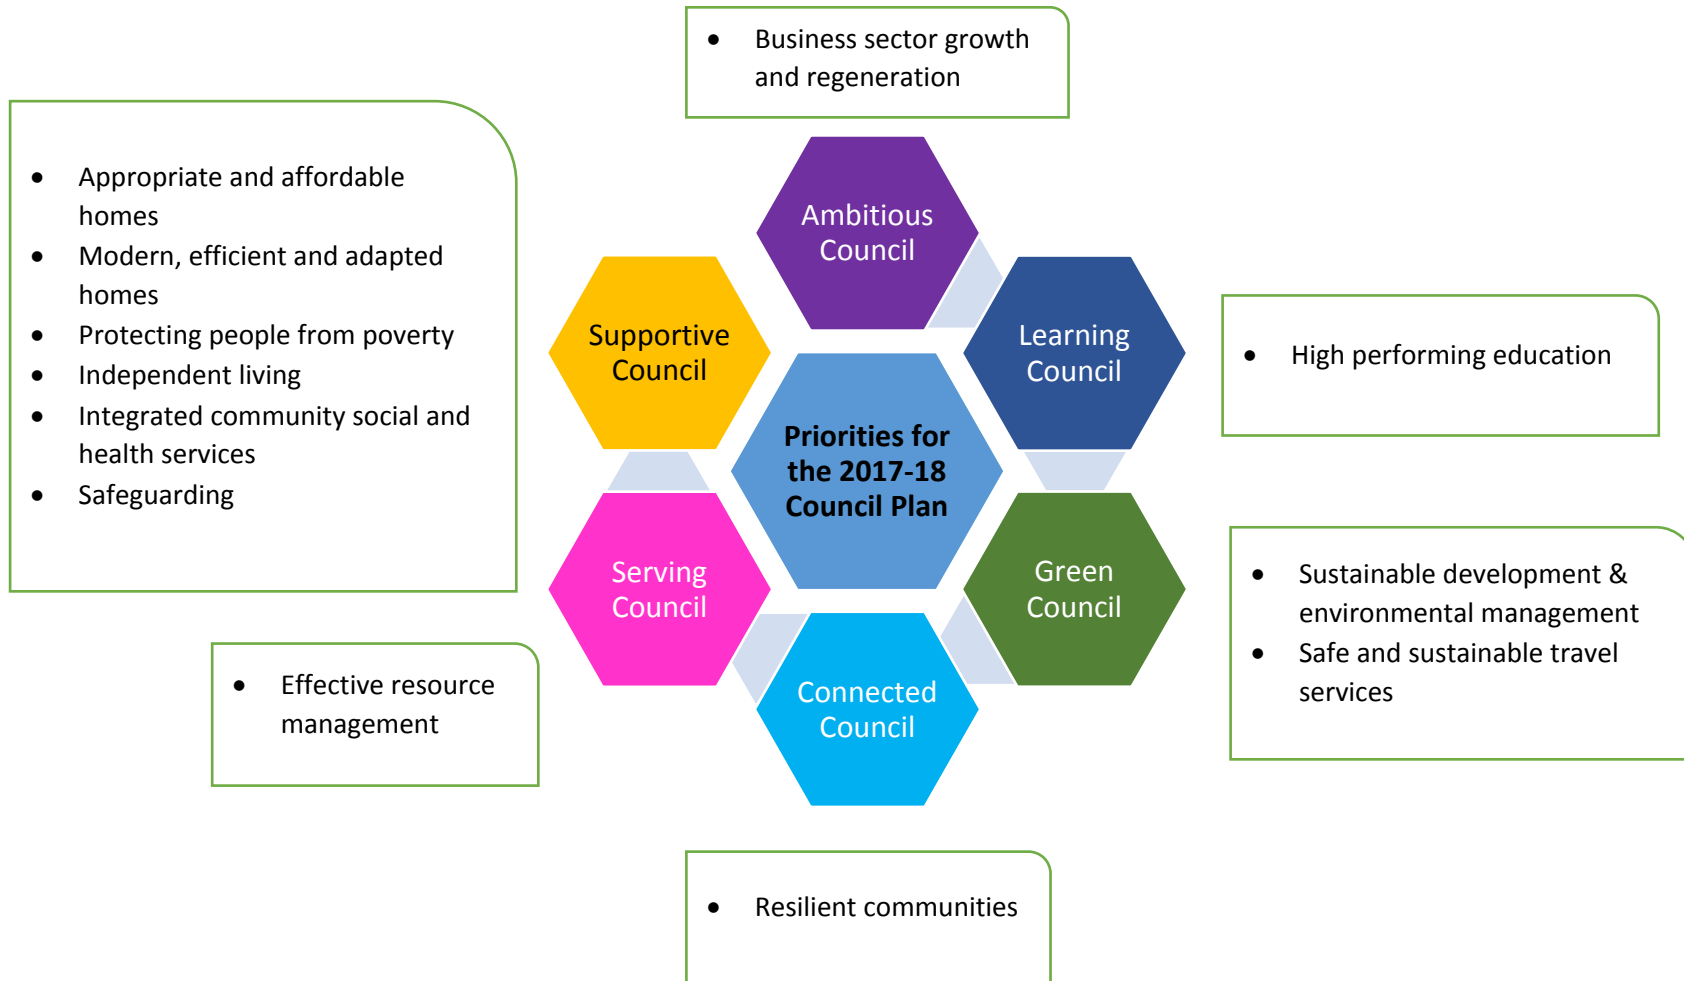 • Business sector growth
and regeneration
• Appropriate and affordable
homes
• Modern, efficient and adapted
homes
• Protecting people from poverty
• Independent living
• Integrated community social and
health services
• Safeguarding
Ambitious
Council
Supportive
Council
Learning
Council
• High performing education
Priorities for
the 2017-18
Council Plan
Serving
Council
Green
Council
• Sustainable development &
environmental management
• Safe and sustainable travel
services
• Effective resource
management
Connected
Council
• Resilient communities